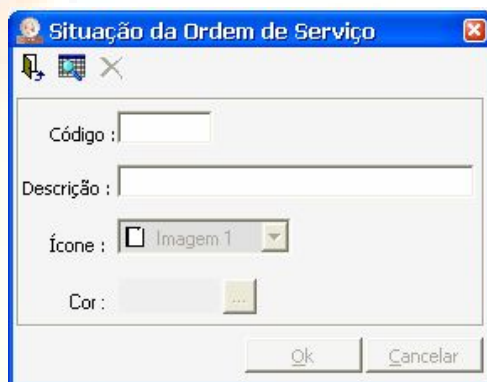 Situação da Ordem de Serviço
Código :
Descrição :
Ícone : Imagem 1
Cor : ...
Ok Cancelar